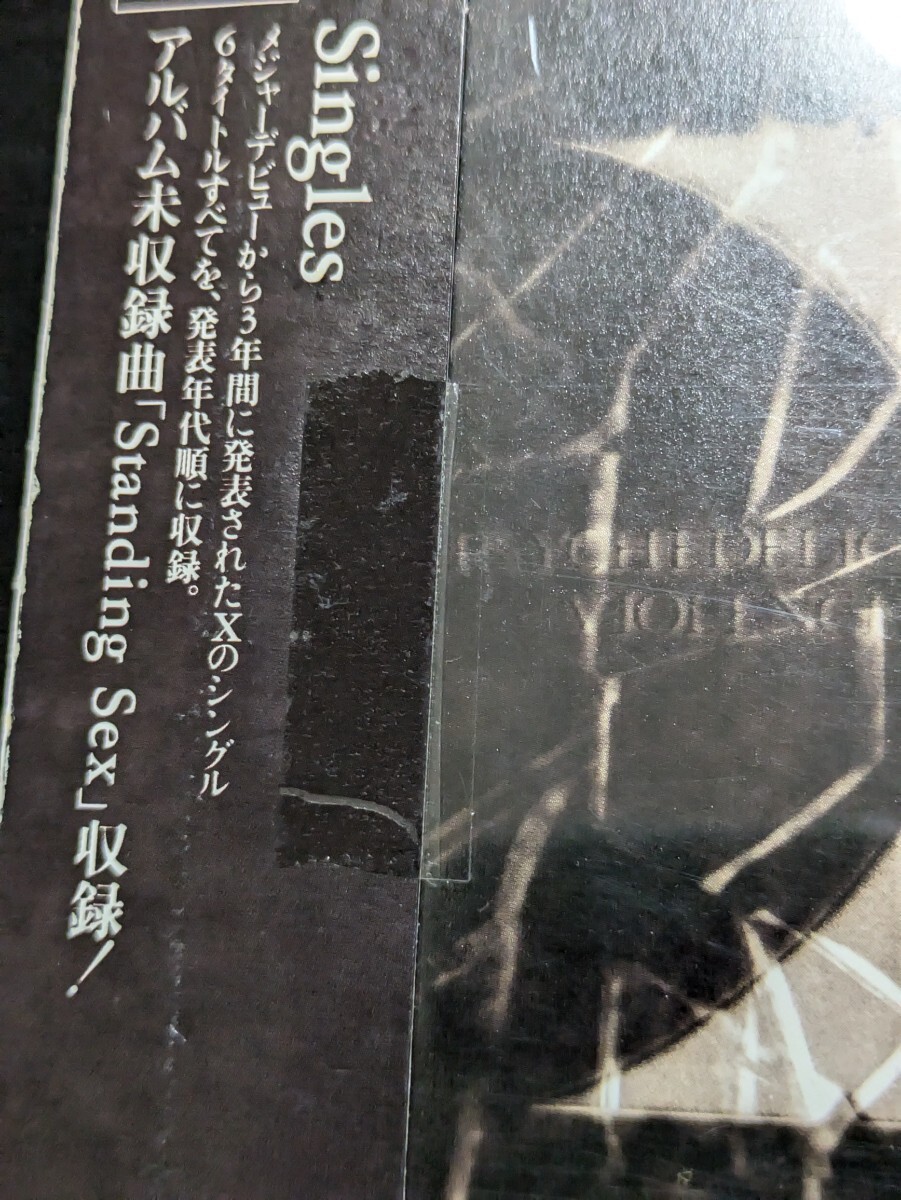 Singles
メジャーデビューから3年間に発表されたXのシングル
6タイトルすべてを、発表年代順に収録。
アルバム未収録曲「Standing Sex」収録!